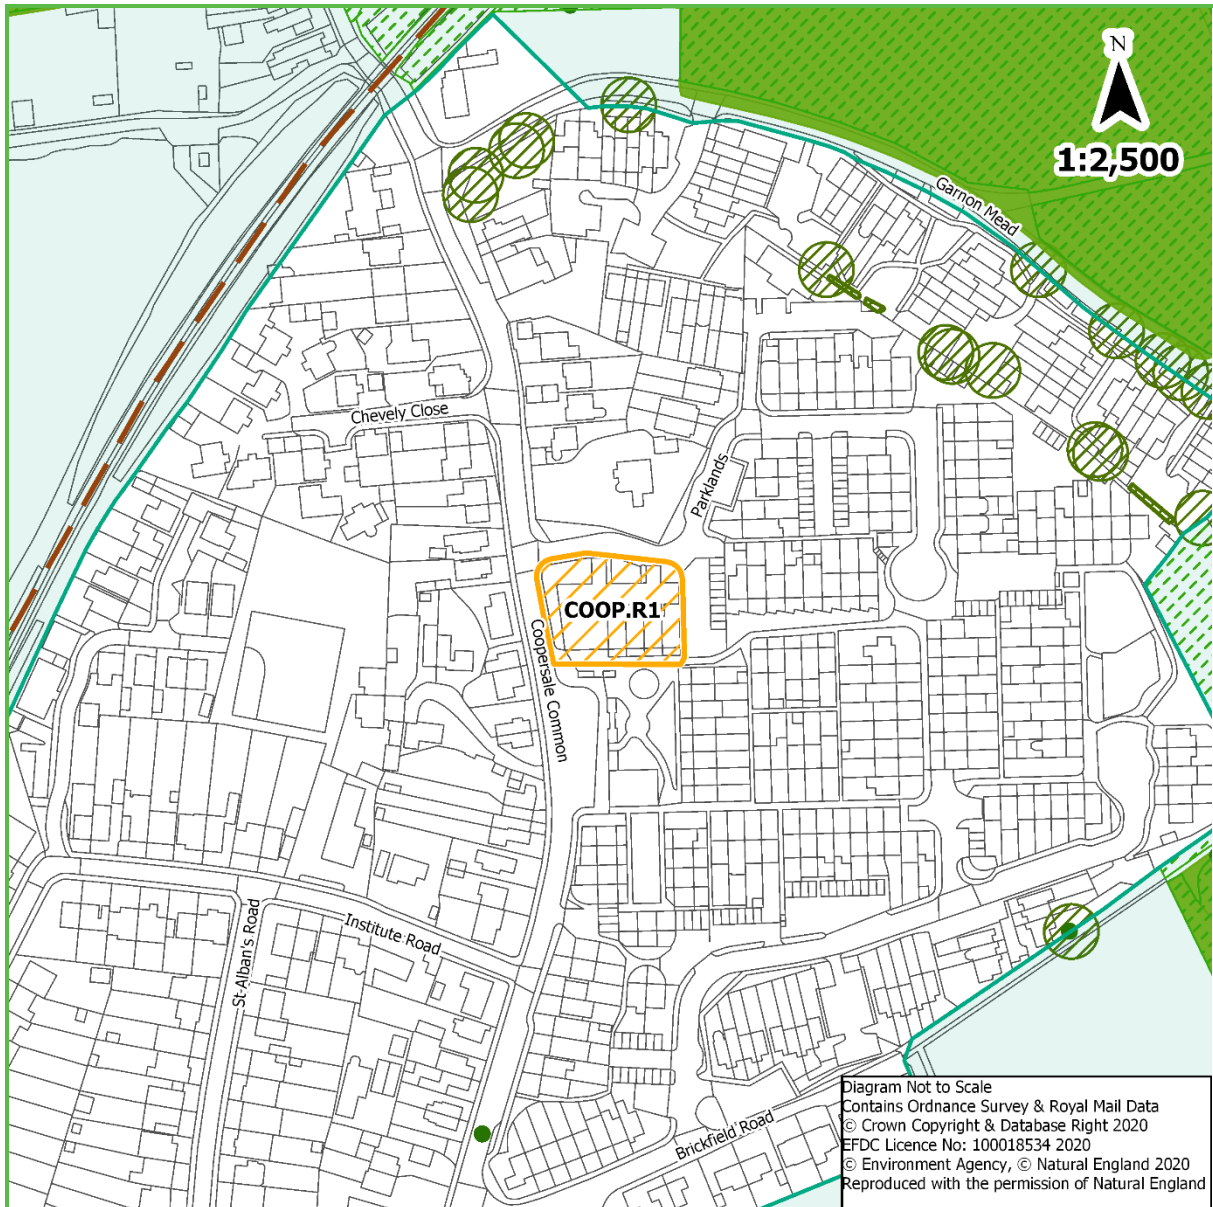 N
1:2,500
Garnon Mead
Chevely Close
Parklands
COOP.R1
Coopersale Common
Institute Road
St Alban's Road
Brickfield Road
Diagram Not to Scale
Contains Ordnance Survey & Royal Mail Data
© Crown Copyright & Database Right 2020
EFDC Licence No: 100018534 2020
© Environment Agency, © Natural England 2020
Reproduced with the permission of Natural England